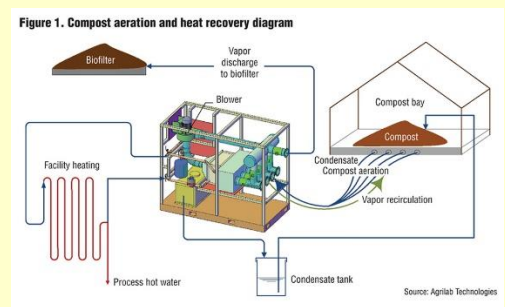 Figure 1. Compost aeration and heat recovery diagram
Vapor
discharge
to biofilter
Biofilter
Blower
Compost bay
Compost
Facility heating
Condensate,
Compost aeration
Vapor recirculation
Process hot water
Condensate tank
Source: Agrilab Technologies